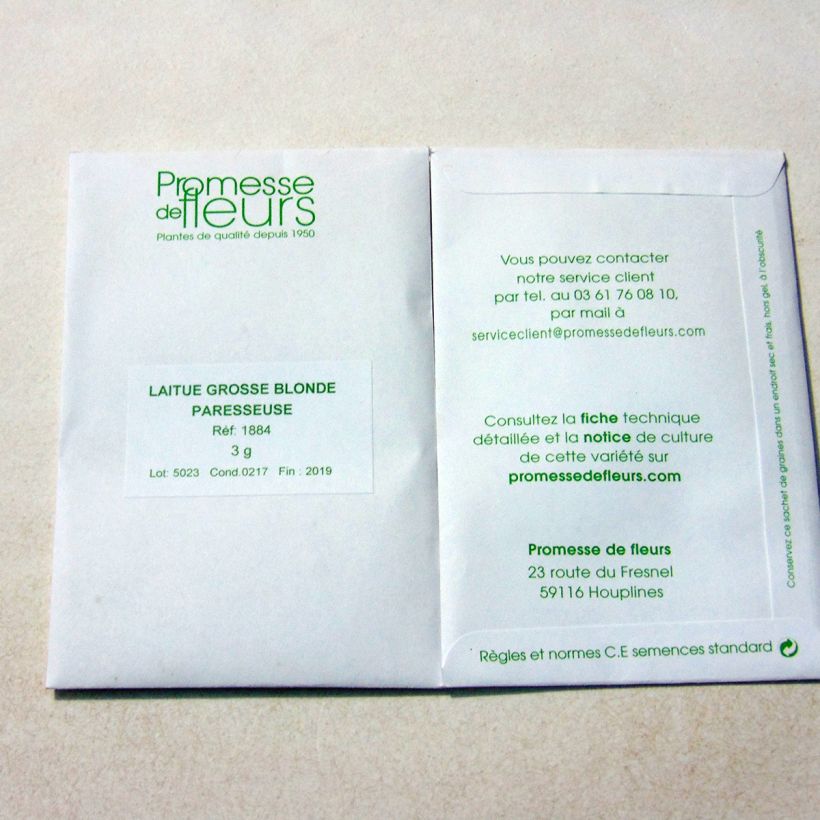 Promesse
de fleurs
Plantes de qualité depuis 1950
LAITUE GROSSE BLONDE
PARESSEUSE
Réf: 1884
3 g
Lot: 5023 Cond.0217 Fin : 2019
Vous pouvez contacter
notre service client
par tel. au 03 61 76 08 10,
par mail à
serviceclient@promessedefleurs.com
Consultez la fiche technique
détaillée et la notice de culture
de cette variété sur
promessedefleurs.com
Promesse de fleurs
23 route du Fresnel
59116 Houplines
Règles et normes C.E semences standard
Conservez ce sachet de graines dans un endroit sec et frais, hors gel, à l'obscurité